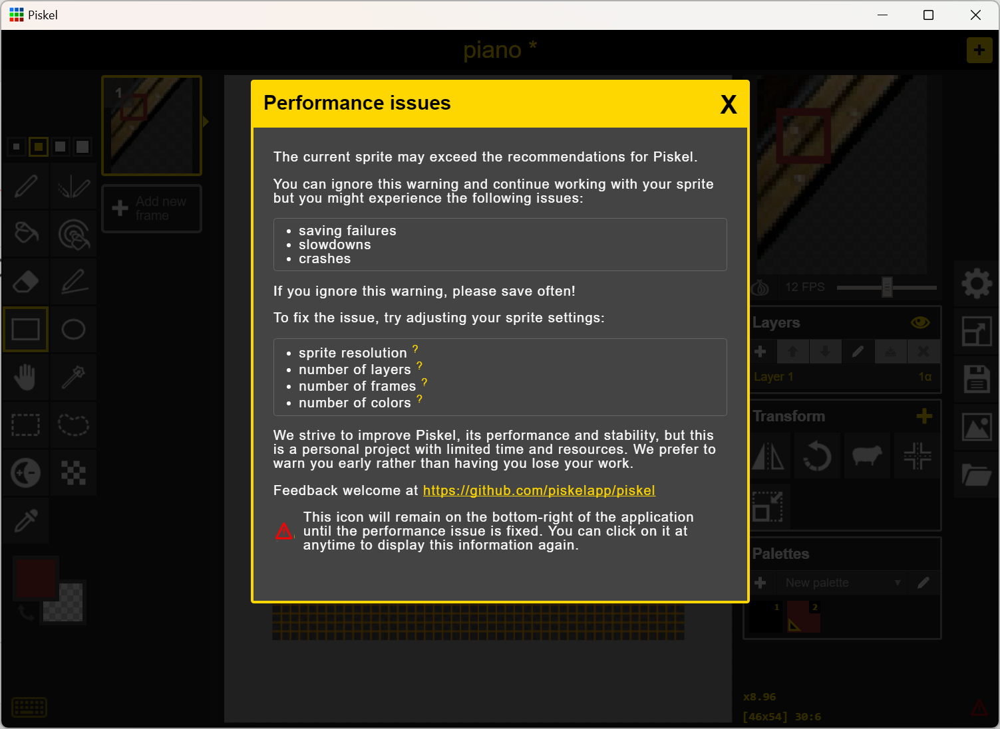 Piskel
piano *
1
Add new
frame
Performance issues
X
The current sprite may exceed the recommendations for Piskel.
You can ignore this warning and continue working with your sprite
but you might experience the following issues:
saving failures
slowdowns
crashes
If you ignore this warning, please save often!
To fix the issue, try adjusting your sprite settings:
sprite resolution ?
number of layers ?
number of frames ?
number of colors ?
We strive to improve Piskel, its performance and stability, but this
is a personal project with limited time and resources. We prefer to
warn you early rather than having you lose your work.
Feedback welcome at https://github.com/piskelapp/piskel
This icon will remain on the bottom-right of the application
until the performance issue is fixed. You can click on it at
anytime to display this information again.
12 FPS
Layers
Layer 1 1α
Transform
Palettes
New palette
1 2
x8.96
[46x54] 30:6